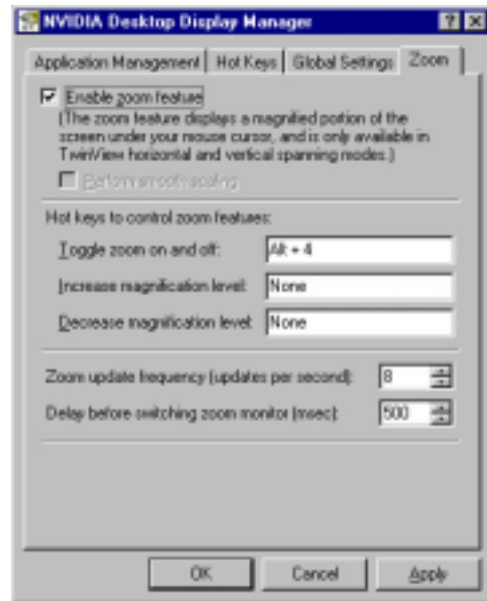 NVIDIA Desktop Display Manager
Application Management Hot Keys Global Settings Zoom
Enable zoom feature
(The zoom feature displays a magnified portion of the
screen under your mouse cursor, and is only available in
TwinView horizontal and vertical spanning modes.)
Perform smooth scaling
Hot keys to control zoom features:
Toggle zoom on and off: Alt + 4
Increase magnification level: None
Decrease magnification level: None
Zoom update frequency (updates per second): 8
Delay before switching zoom monitor (msec): 500
OK Cancel Apply